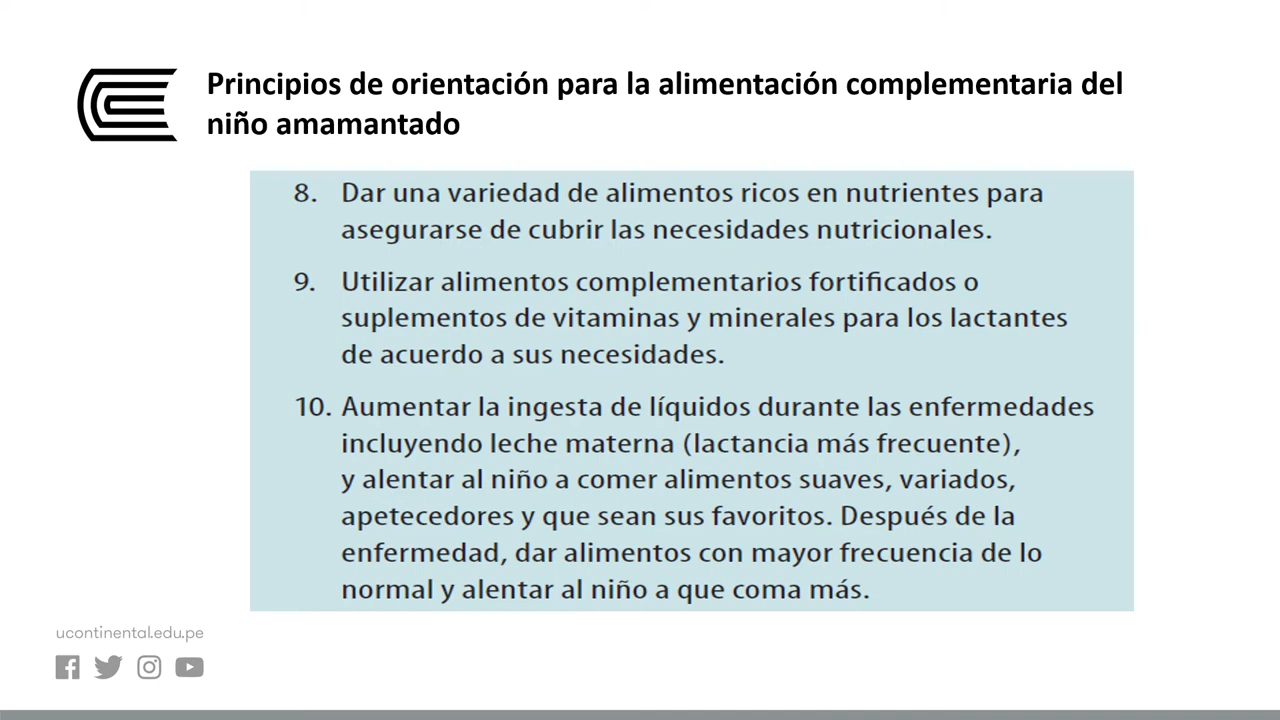 Principios de orientación para la alimentación complementaria del
niño amamantado
8. Dar una variedad de alimentos ricos en nutrientes para
asegurarse de cubrir las necesidades nutricionales.
9. Utilizar alimentos complementarios fortificados o
suplementos de vitaminas y minerales para los lactantes
de acuerdo a sus necesidades.
10. Aumentar la ingesta de líquidos durante las enfermedades
incluyendo leche materna (lactancia más frecuente),
y alentar al niño a comer alimentos suaves, variados,
apetecedores y que sean sus favoritos. Después de la
enfermedad, dar alimentos con mayor frecuencia de lo
normal y alentar al niño a que coma más.
ucontinental.edu.pe